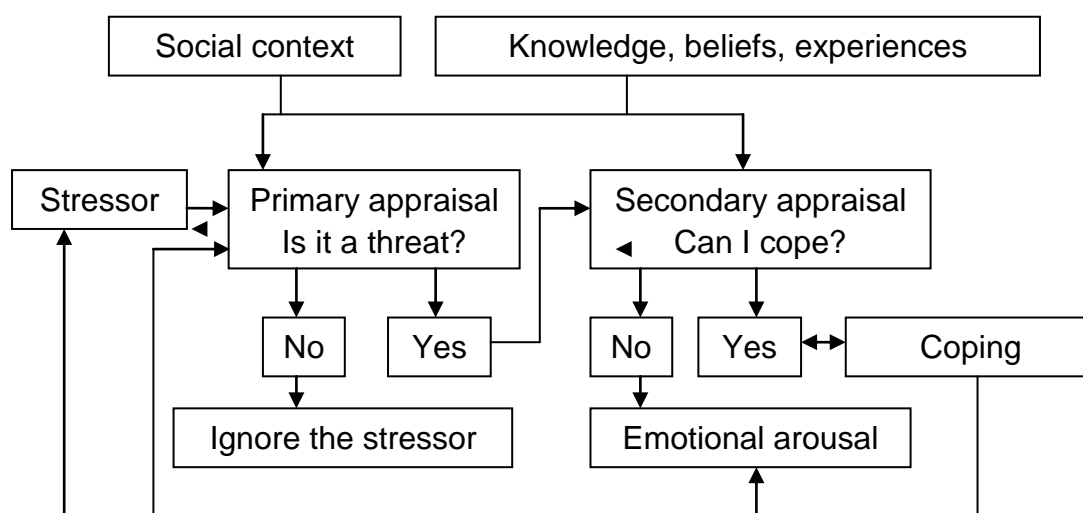 Social context
Knowledge, beliefs, experiences
Stressor
Primary appraisal
Is it a threat?
Secondary appraisal
Can I cope?
No
Yes
No
Yes
Coping
Ignore the stressor
Emotional arousal